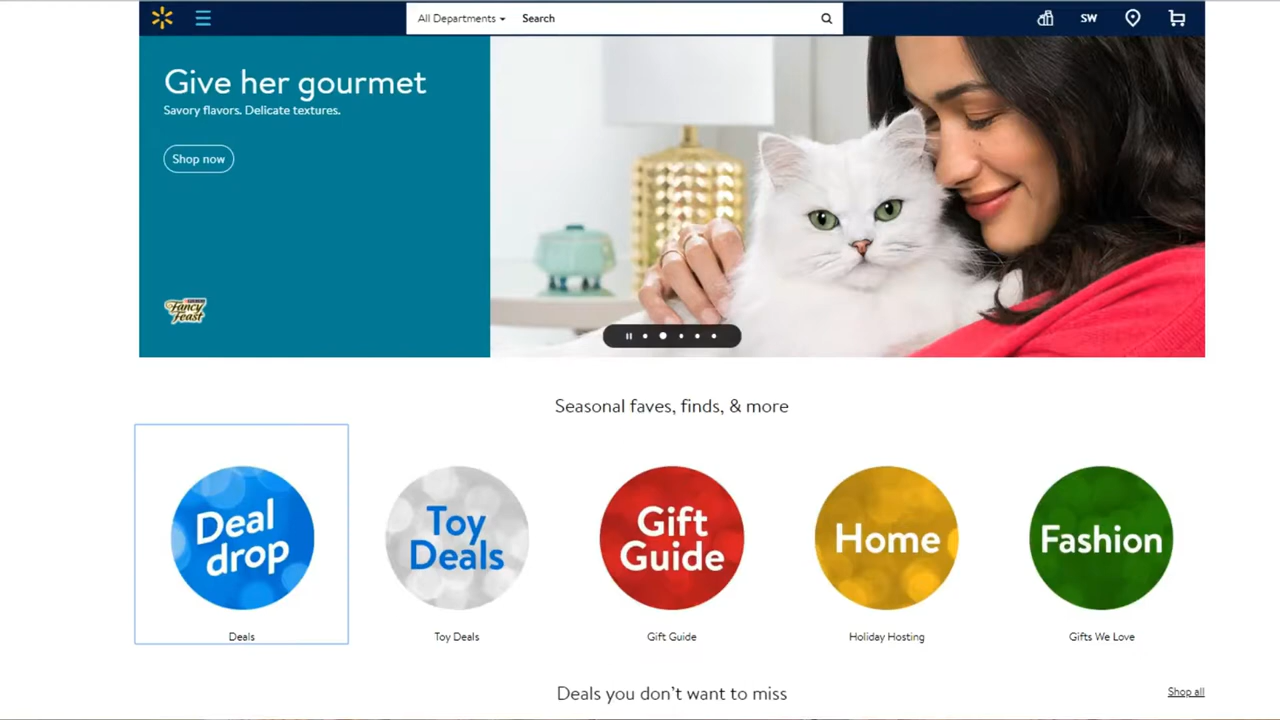 All Departments
Search
SW
Give her gourmet
Savory flavors. Delicate textures.
Shop now
Fancy
Feast
Seasonal faves, finds, & more
Deal
drop
Toy
Deals
Gift
Guide
Home
Fashion
Deals
Toy Deals
Gift Guide
Holiday Hosting
Gifts We Love
Deals you don't want to miss
Shop all